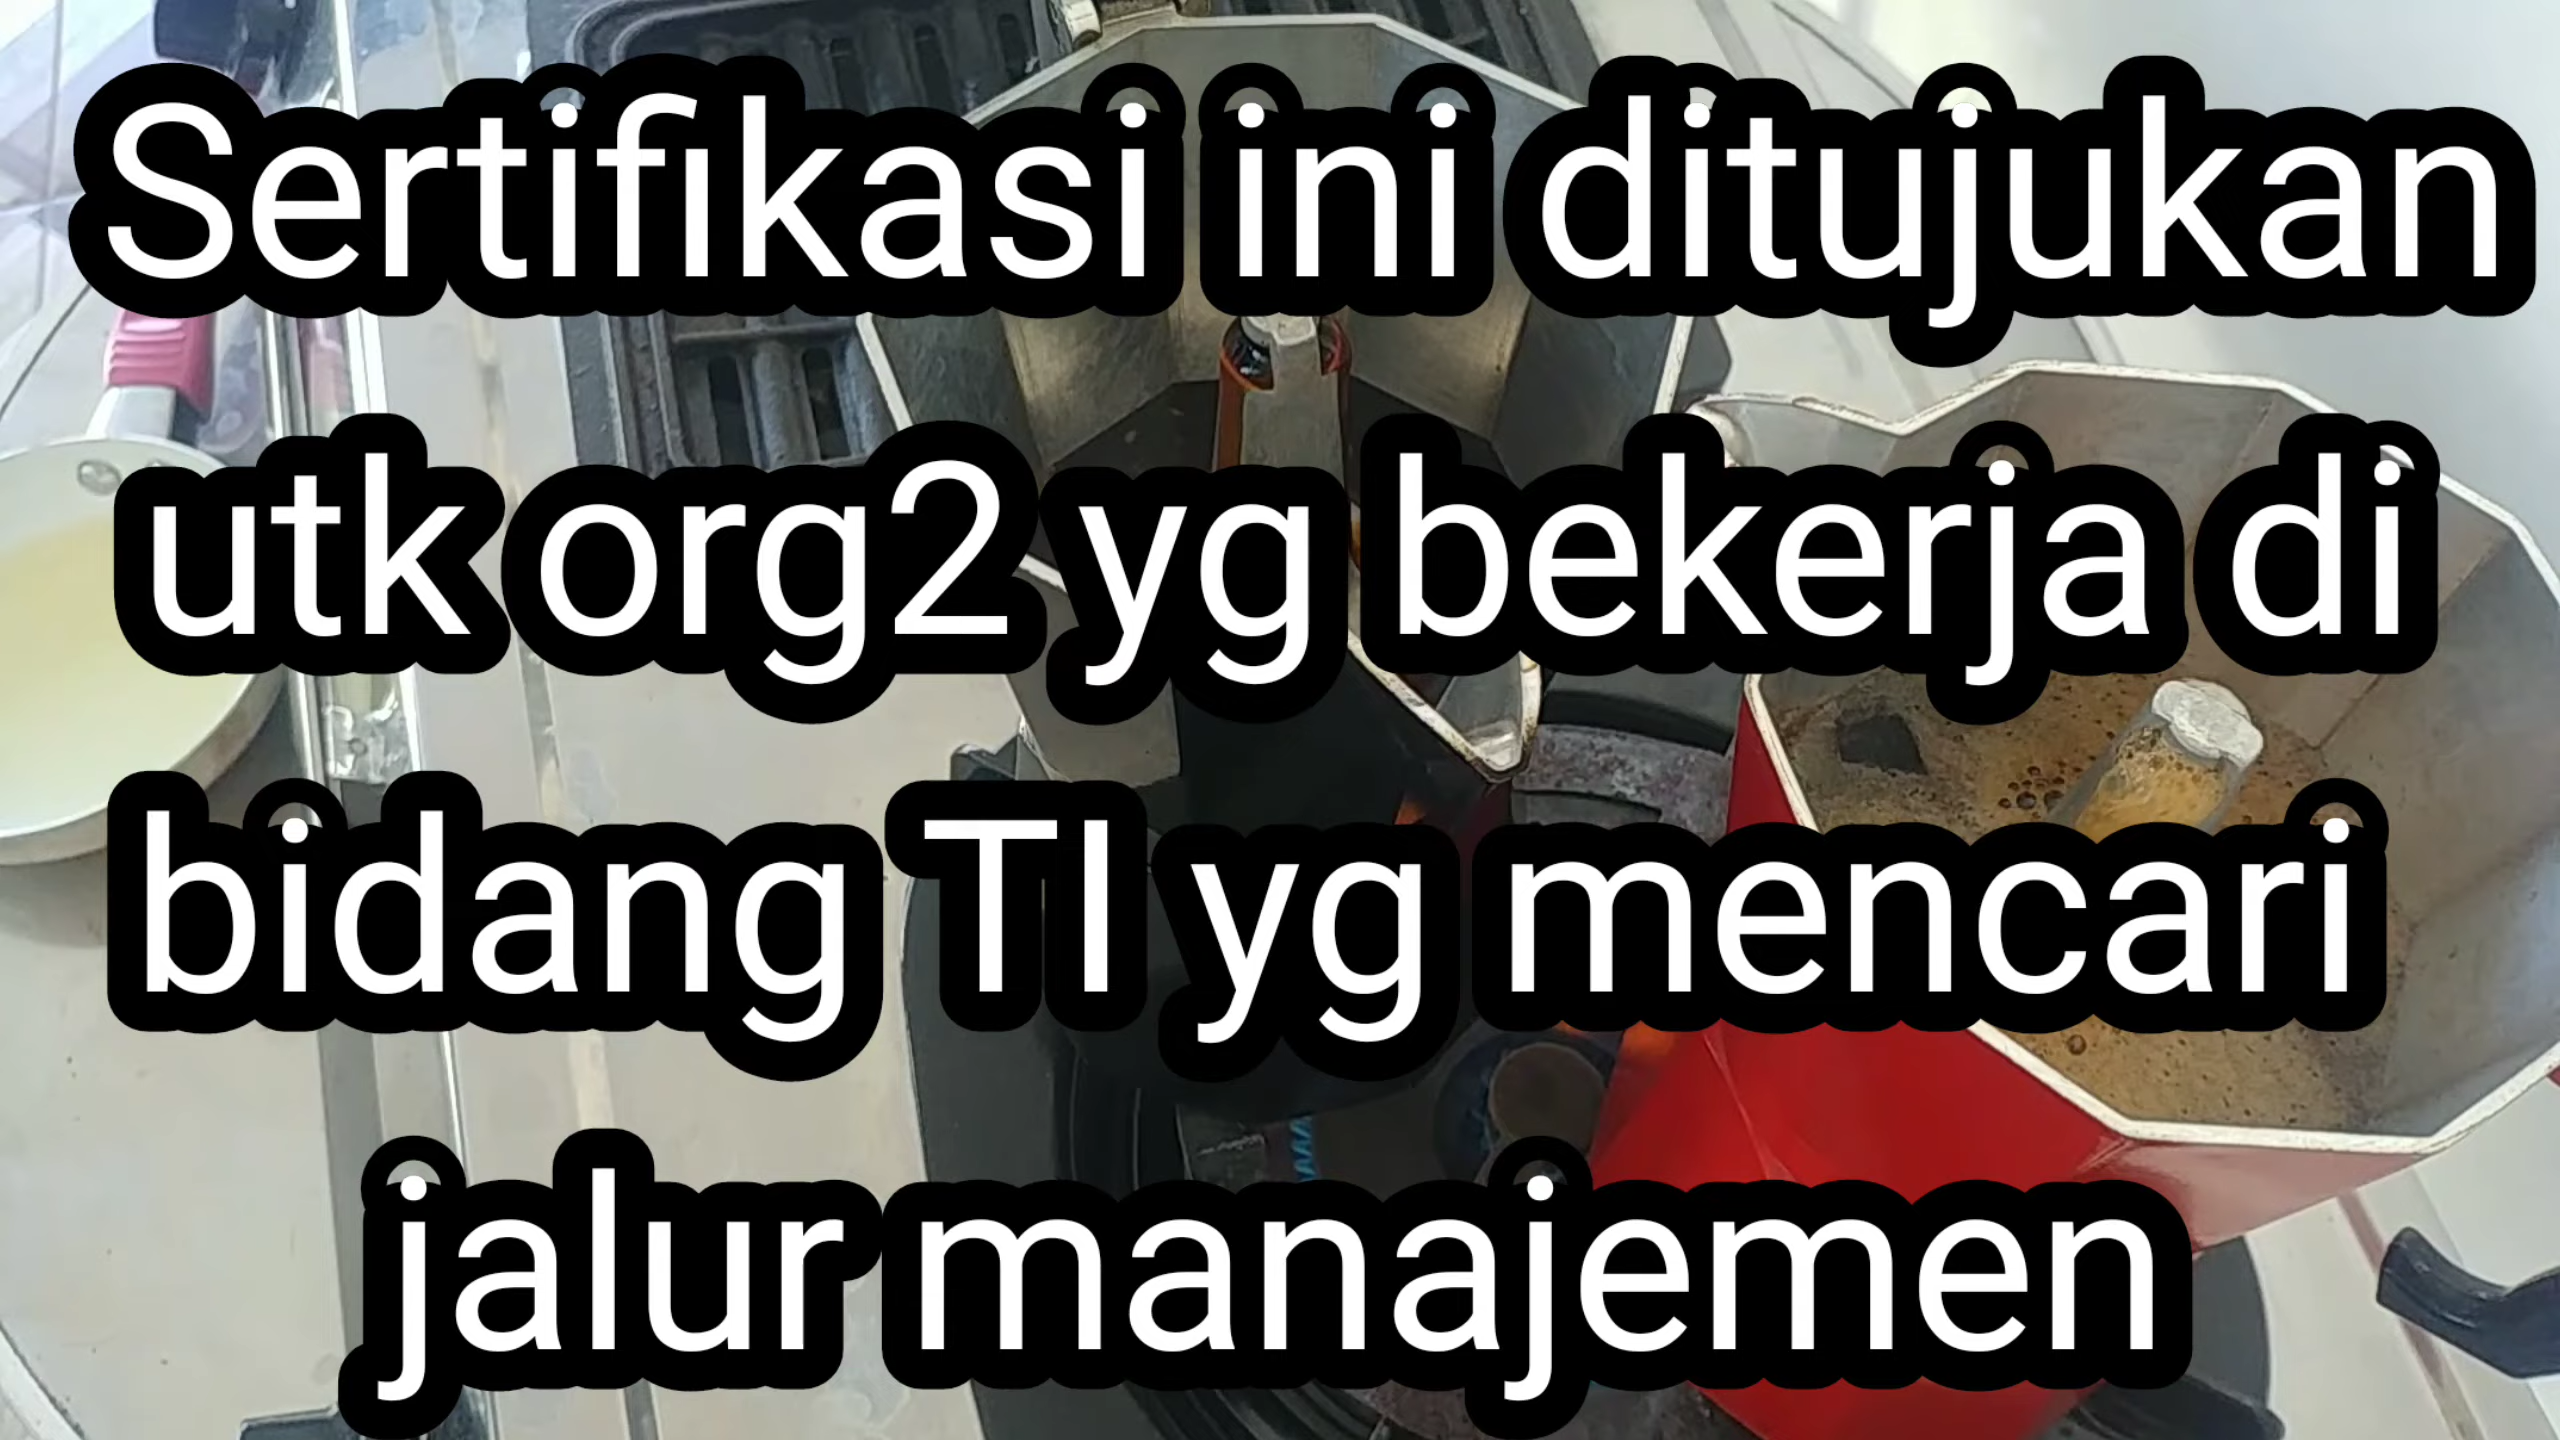 Sertifikasi ini ditujukan
utk org2 yg bekerja di
bidang TI yg mencari
jalur manajemen